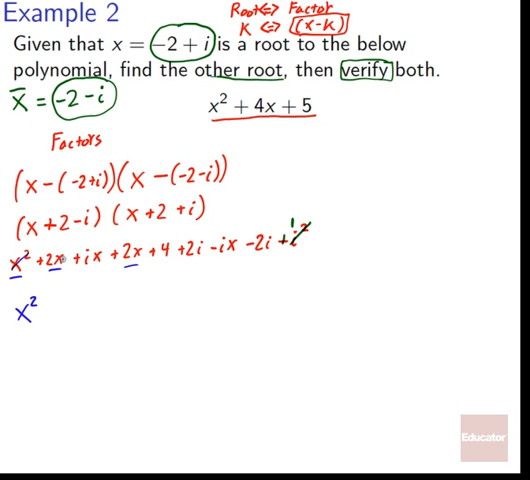 Example 2
Root<=> Factor
K <=> (x-K)
Given that x = −2 + i is a root to the below
polynomial, find the other root, then verify both.
x̅ = -2 - i
x² + 4x + 5
Factors
(x-(-2+i))(x-(-2-i))
(x+2-i) (x+2+i)
x² +2x +ix +2x +4 +2i -ix -2i +i² 1
x²
Educator